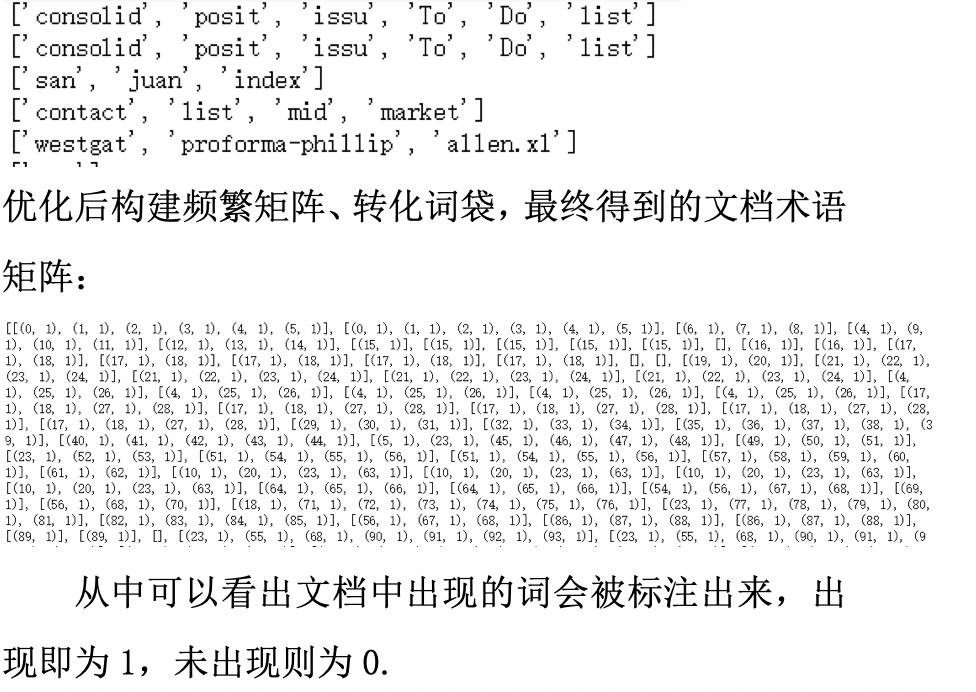 ['consolid', 'posit', 'issu', 'To', 'Do', 'list']
['consolid', 'posit', 'issu', 'To', 'Do', 'list']
['san', 'juan', 'index']
['contact', 'list', 'mid', 'market']
['westgat', 'proforma-phillip', 'allen.xl']
优化后构建频繁矩阵、转化词袋，最终得到的文档术语
矩阵：
[[(0, 1), (1, 1), (2, 1), (3, 1), (4, 1), (5, 1)], [(0, 1), (1, 1), (2, 1), (3, 1), (4, 1), (5, 1)], [(6, 1), (7, 1), (8, 1)], [(4, 1), (9,
1), (10, 1), (11, 1)], [(12, 1), (13, 1), (14, 1)], [(15, 1)], [(15, 1)], [(15, 1)], [(15, 1)], [(15, 1)], [], [(16, 1)], [(16, 1)], [(17,
1), (18, 1)], [(17, 1), (18, 1)], [(17, 1), (18, 1)], [(17, 1), (18, 1)], [(17, 1), (18, 1)], [], [], [(19, 1), (20, 1)], [(21, 1), (22, 1),
(23, 1), (24, 1)], [(21, 1), (22, 1), (23, 1), (24, 1)], [(21, 1), (22, 1), (23, 1), (24, 1)], [(21, 1), (22, 1), (23, 1), (24, 1)], [(4,
1), (25, 1), (26, 1)], [(4, 1), (25, 1), (26, 1)], [(4, 1), (25, 1), (26, 1)], [(4, 1), (25, 1), (26, 1)], [(4, 1), (25, 1), (26, 1)], [(17,
1), (18, 1), (27, 1), (28, 1)], [(17, 1), (18, 1), (27, 1), (28, 1)], [(17, 1), (18, 1), (27, 1), (28, 1)], [(17, 1), (18, 1), (27, 1), (28,
1)], [(17, 1), (18, 1), (27, 1), (28, 1)], [(29, 1), (30, 1), (31, 1)], [(32, 1), (33, 1), (34, 1)], [(35, 1), (36, 1), (37, 1), (38, 1), (3
9, 1)], [(40, 1), (41, 1), (42, 1), (43, 1), (44, 1)], [(5, 1), (23, 1), (45, 1), (46, 1), (47, 1), (48, 1)], [(49, 1), (50, 1), (51, 1)],
[(23, 1), (52, 1), (53, 1)], [(51, 1), (54, 1), (55, 1), (56, 1)], [(51, 1), (54, 1), (55, 1), (56, 1)], [(57, 1), (58, 1), (59, 1), (60,
1)], [(61, 1), (62, 1)], [(10, 1), (20, 1), (23, 1), (63, 1)], [(10, 1), (20, 1), (23, 1), (63, 1)], [(10, 1), (20, 1), (23, 1), (63, 1)],
[(10, 1), (20, 1), (23, 1), (63, 1)], [(64, 1), (65, 1), (66, 1)], [(64, 1), (65, 1), (66, 1)], [(54, 1), (56, 1), (67, 1), (68, 1)], [(69,
1)], [(56, 1), (68, 1), (70, 1)], [(18, 1), (71, 1), (72, 1), (73, 1), (74, 1), (75, 1), (76, 1)], [(23, 1), (77, 1), (78, 1), (79, 1), (80,
1), (81, 1)], [(82, 1), (83, 1), (84, 1), (85, 1)], [(56, 1), (67, 1), (68, 1)], [(86, 1), (87, 1), (88, 1)], [(86, 1), (87, 1), (88, 1)],
[(89, 1)], [(89, 1)], [], [(23, 1), (55, 1), (68, 1), (90, 1), (91, 1), (92, 1), (93, 1)], [(23, 1), (55, 1), (68, 1), (90, 1), (91, 1), (9
从中可以看出文档中出现的词会被标注出来，出
现即为 1，未出现则为 0.